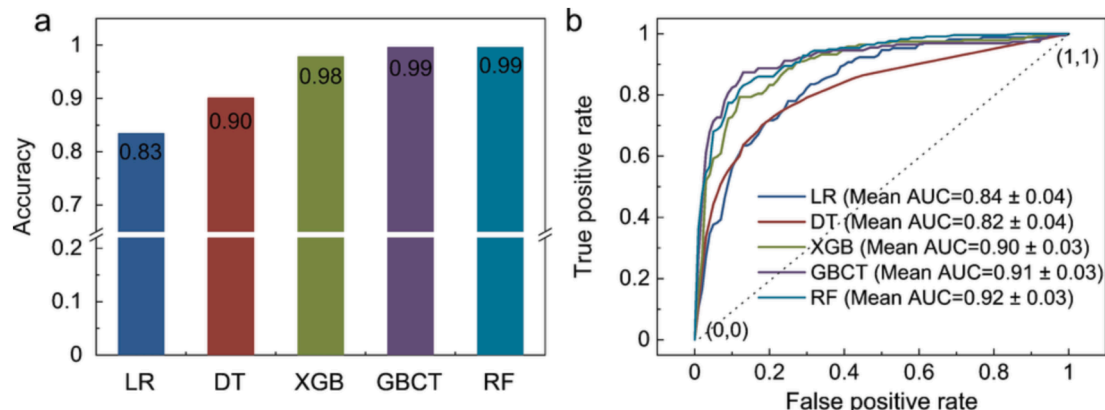 a
Accuracy
1
0.9
0.8
0.7
0.2
0.1
0
0.83
0.90
0.98
0.99
0.99
LR DT XGB GBCT RF
b
True positive rate
1
0.8
0.6
0.4
0.2
0
(1,1)
LR (Mean AUC=0.84 ± 0.04)
DT (Mean AUC=0.82 ± 0.04)
XGB (Mean AUC=0.90 ± 0.03)
GBCT (Mean AUC=0.91 ± 0.03)
RF (Mean AUC=0.92 ± 0.03)
(0,0)
0 0.2 0.4 0.6 0.8 1
False positive rate